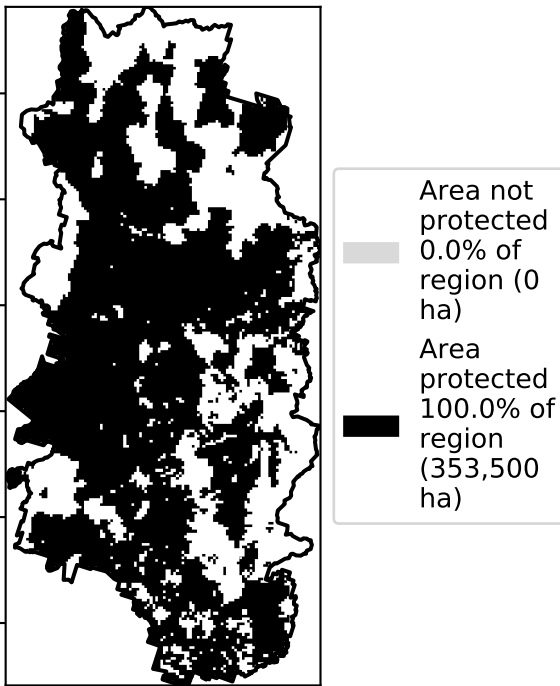 Area not
protected
0.0% of
region (0
ha)
Area
protected
100.0% of
region
(353,500
ha)